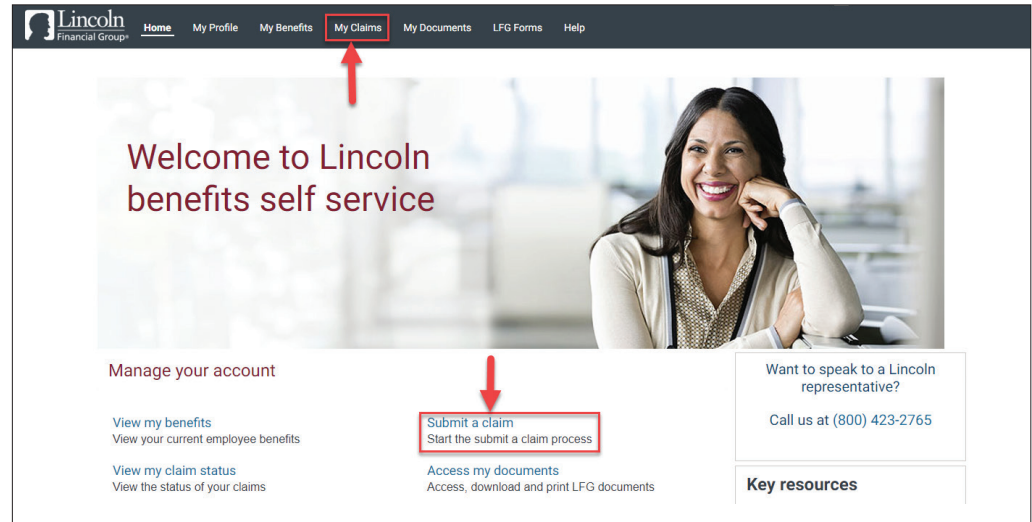 Lincoln
Financial Group®
Home My Profile My Benefits My Claims My Documents LFG Forms Help
Welcome to Lincoln
benefits self service
Manage your account
View my benefits
View your current employee benefits
View my claim status
View the status of your claims
Submit a claim
Start the submit a claim process
Access my documents
Access, download and print LFG documents
Want to speak to a Lincoln
representative?
Call us at (800) 423-2765
Key resources